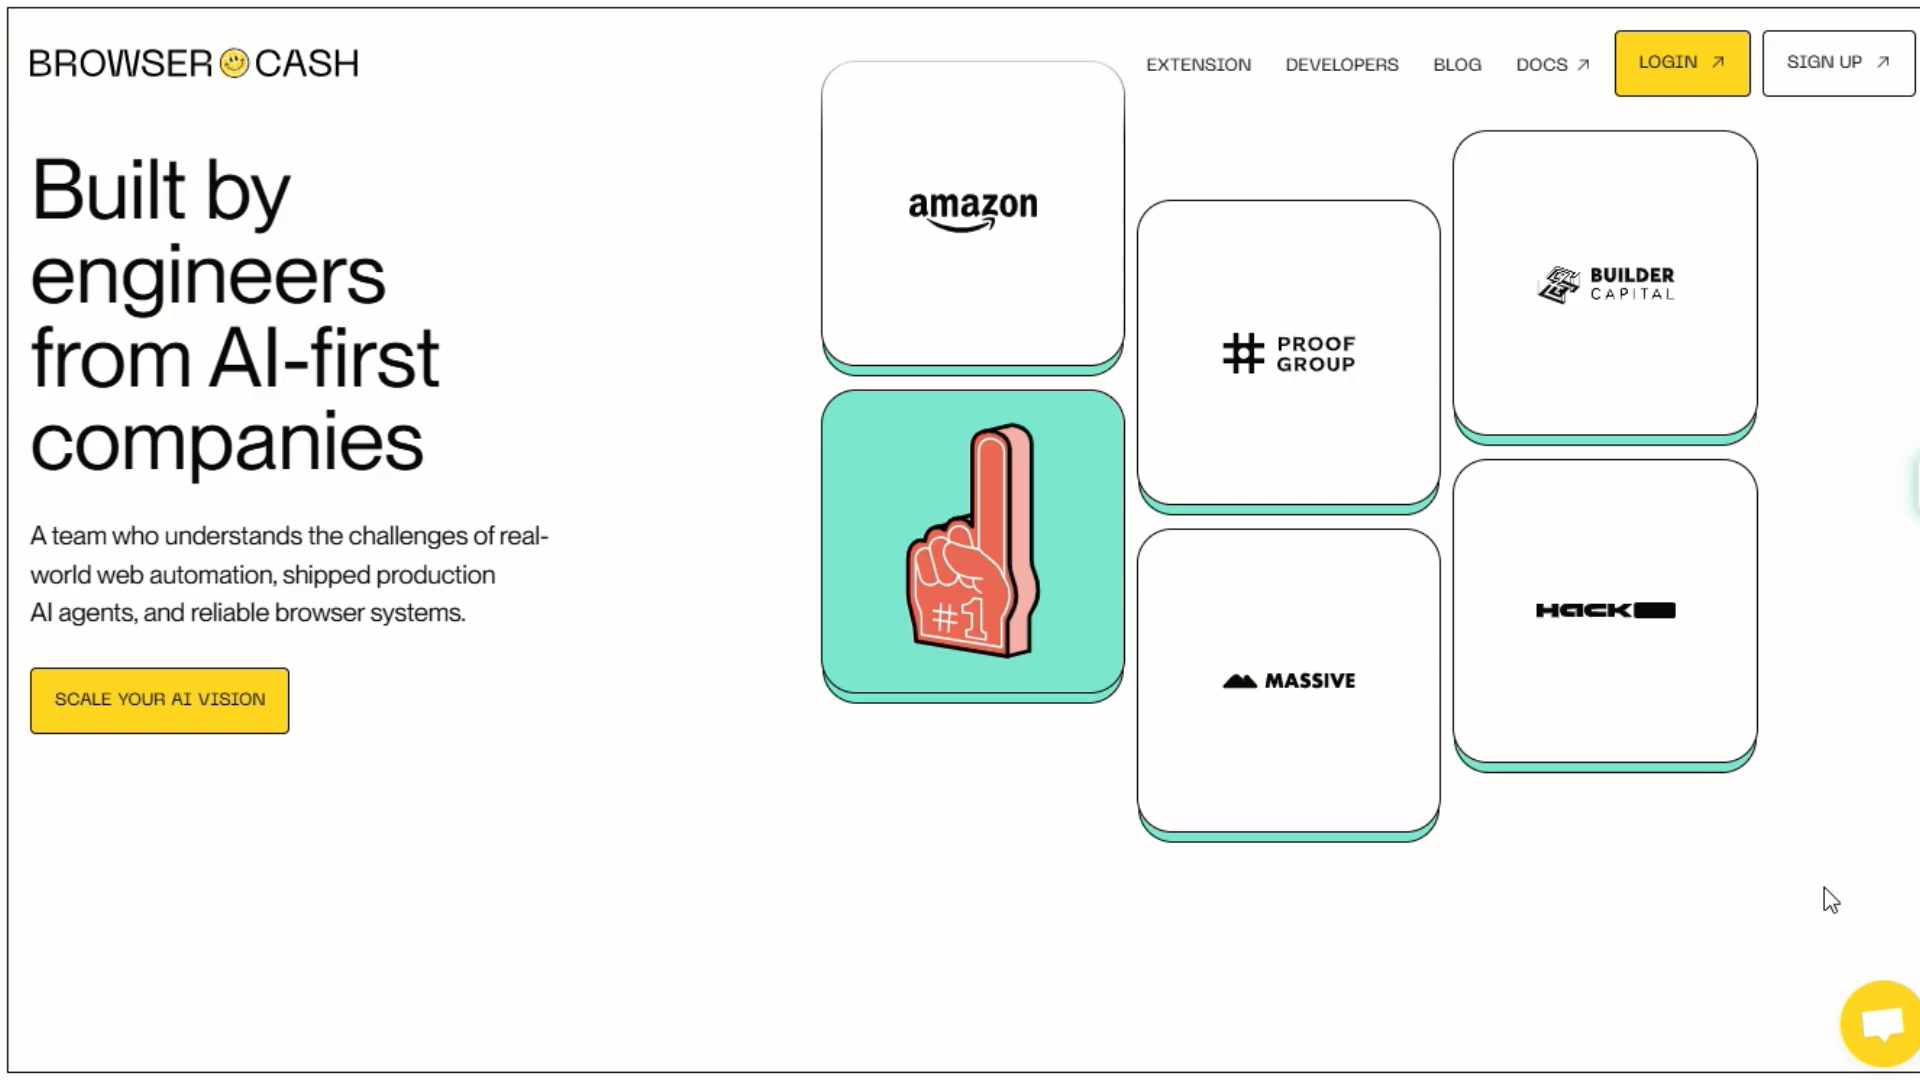 BROWSER CASH
EXTENSION
DEVELOPERS
BLOG
DOCS ↗
LOGIN ↗
SIGN UP ↗
Built by
engineers
from AI-first
companies
A team who understands the challenges of real-
world web automation, shipped production
AI agents, and reliable browser systems.
SCALE YOUR AI VISION
amazon
PROOF
GROUP
BUILDER
CAPITAL
#1
MASSIVE
HACK